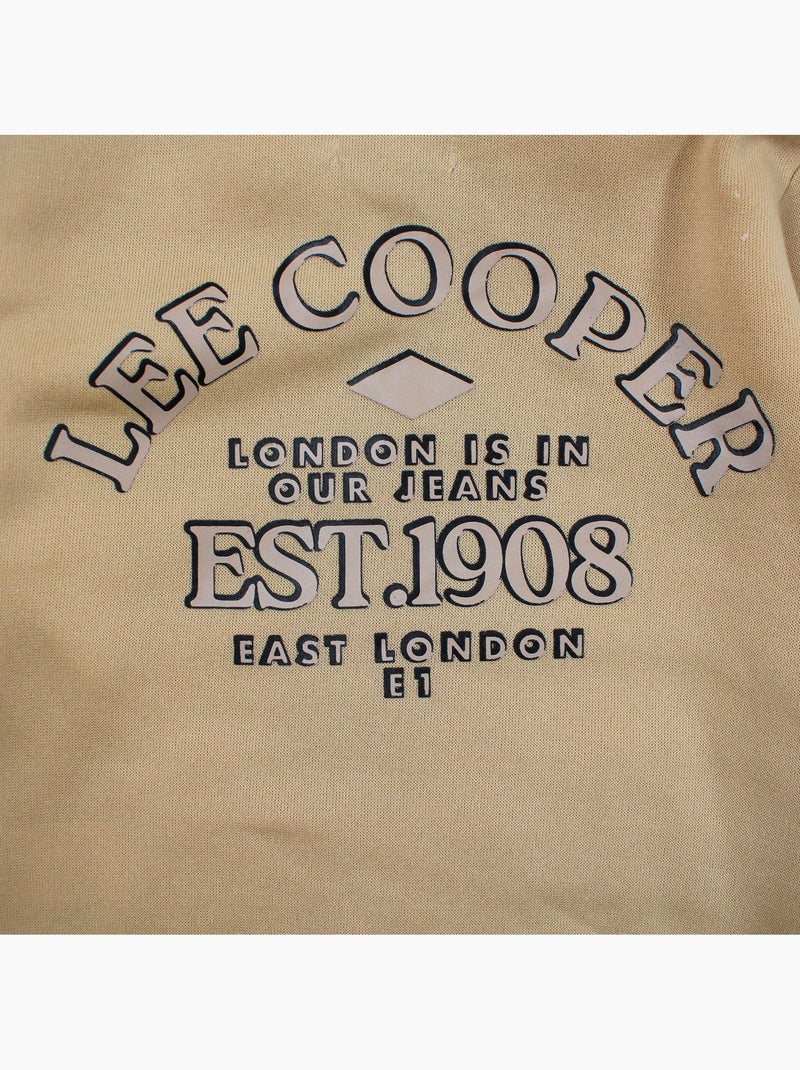 LEE COOPER
LONDON IS IN
OUR JEANS
EST.1908
EAST LONDON
E1